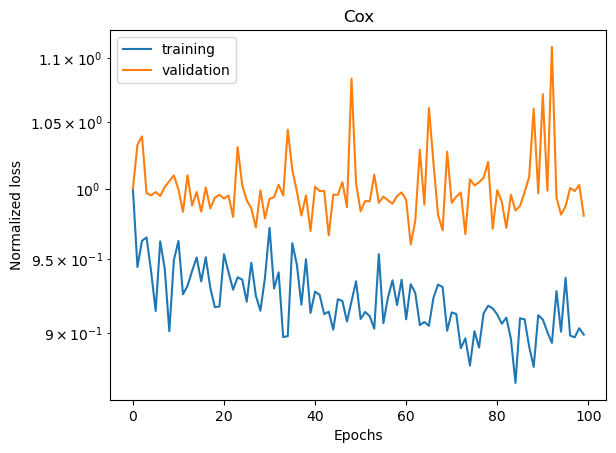 Cox
training
validation
Normalized loss
1.1 × 10⁰
1.05 × 10⁰
10⁰
9.5 × 10⁻¹
9 × 10⁻¹
0 20 40 60 80 100
Epochs